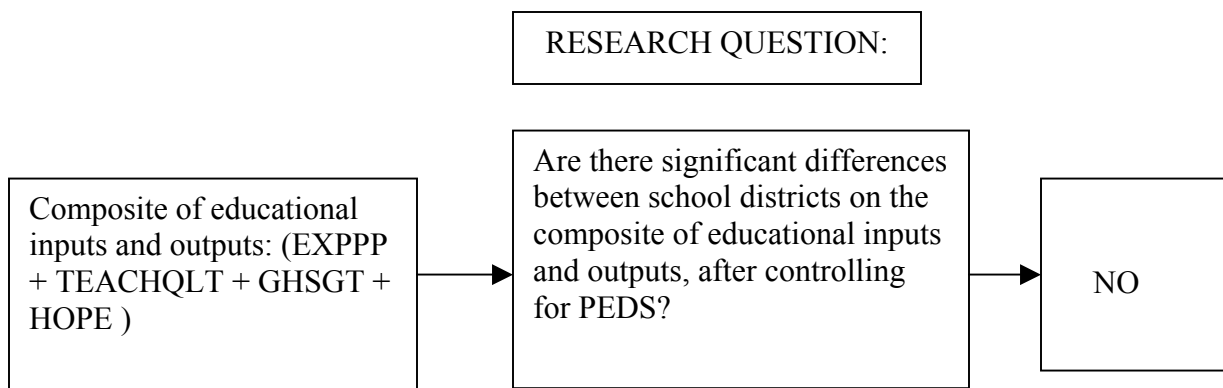 RESEARCH QUESTION:
Composite of educational
inputs and outputs: (EXPPP
+ TEACHQLT + GHSGT +
HOPE )
Are there significant differences
between school districts on the
composite of educational inputs
and outputs, after controlling
for PEDS?
NO